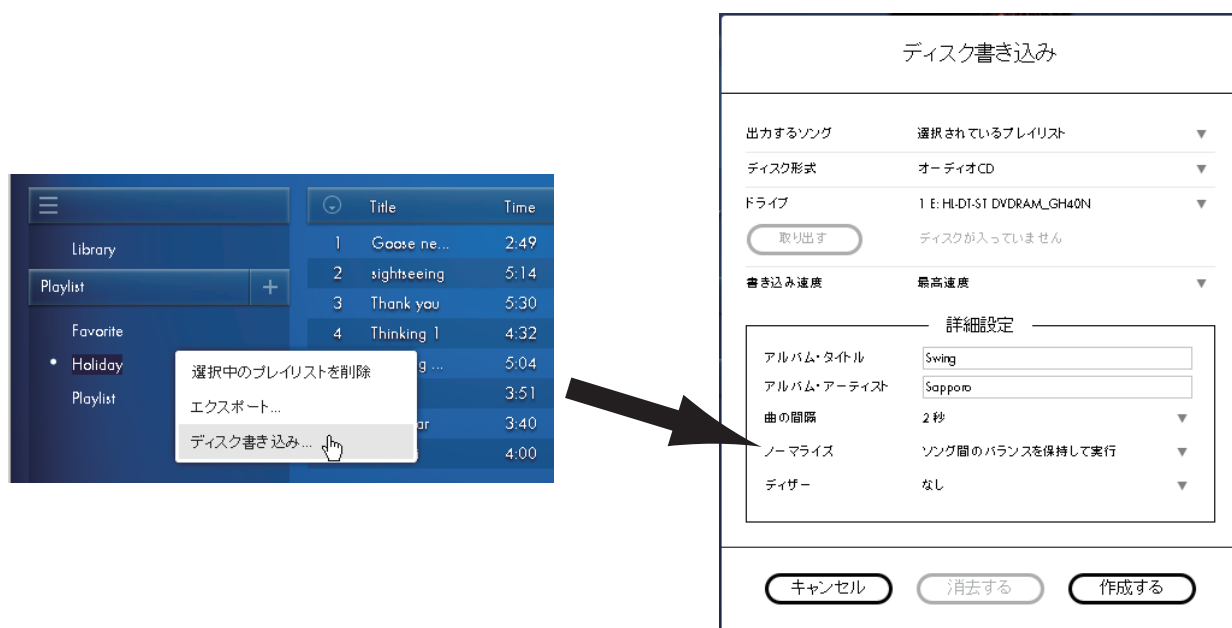 Title Time
Library
1 Goose ne... 2:49
Playlist +
2 sightseeing 5:14
3 Thank you 5:30
Favorite
4 Thinking 1 4:32
Holiday
g ... 5:04
選択中のプレイリストを削除
Playlist
3:51
エクスポート...
ar 3:40
ディスク書き込み...
i 4:00
ディスク書き込み
出力するソング 選択されているプレイリスト ▼
ディスク形式 オーディオCD ▼
ドライブ 1 E: HL-DT-ST DVDRAM_GH40N ▼
取り出す ディスクが入っていません
書き込み速度 最高速度 ▼
詳細設定
アルバム・タイトル Swing
アルバム・アーティスト Sapporo
曲の間隔 2 秒 ▼
ノーマライズ ソング間のバランスを保持して実行 ▼
ディザー なし ▼
キャンセル 消去する 作成する